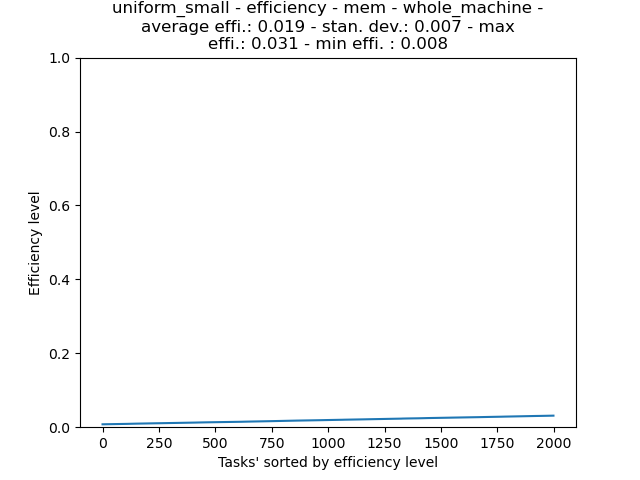 uniform_small - efficiency - mem - whole_machine -
average effi.: 0.019 - stan. dev.: 0.007 - max
effi.: 0.031 - min effi. : 0.008
1.0
0.8
0.6
0.4
0.2
0.0
Efficiency level
0 250 500 750 1000 1250 1500 1750 2000
Tasks' sorted by efficiency level